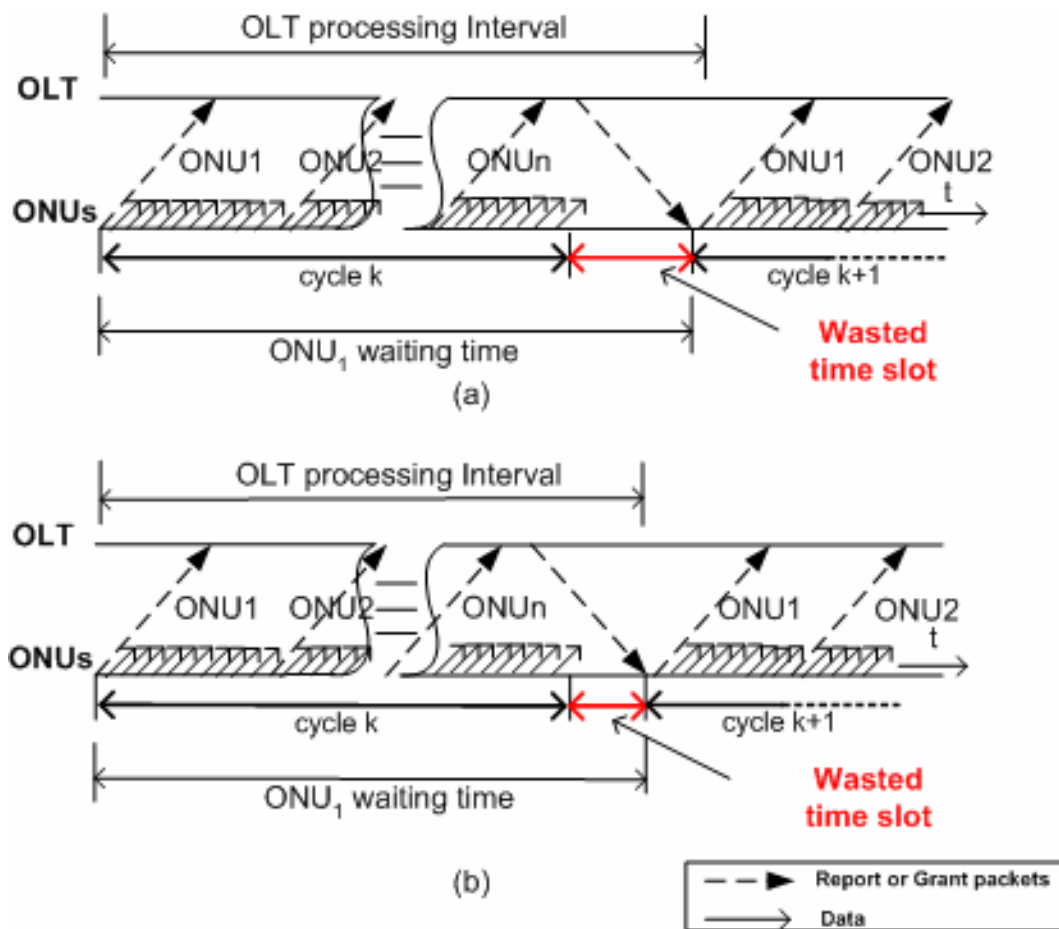 OLT processing Interval
OLT
ONU1
ONU2
ONUn
ONU1
ONU2
t
ONUs
cycle k
cycle k+1
ONU₁ waiting time
Wasted
time slot
(a)
OLT processing Interval
OLT
ONU1
ONU2
ONUn
ONU1
ONU2
t
ONUs
cycle k
cycle k+1
ONU₁ waiting time
Wasted
time slot
(b)
Report or Grant packets
Data